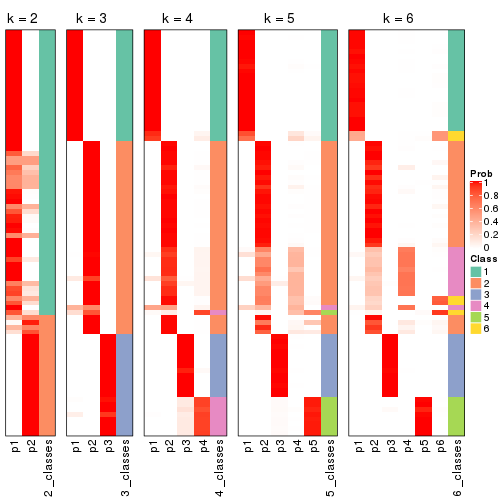 k = 2
k = 3
k = 4
k = 5
k = 6
Prob
1
0.8
0.6
0.4
0.2
0
Class
1
2
3
4
5
6
p1
p2
2_classes
p1
p2
p3
3_classes
p1
p2
p3
p4
4_classes
p1
p2
p3
p4
p5
5_classes
p1
p2
p3
p4
p5
p6
6_classes